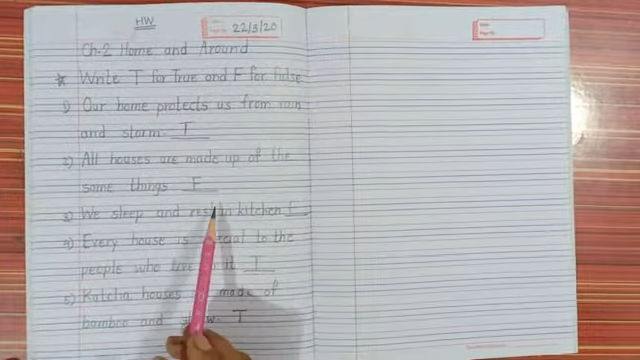 HW
22/3/20
Ch-2 Home and Around
* Write T for True and F for false
1) Our home protects us from rain
and storm. T
2) All houses are made up of the
same things F
3) We sleep and rest in kitchen F
4) Every house is special to the
people who live in it T
5) Kutcha houses made of
bamboo and T